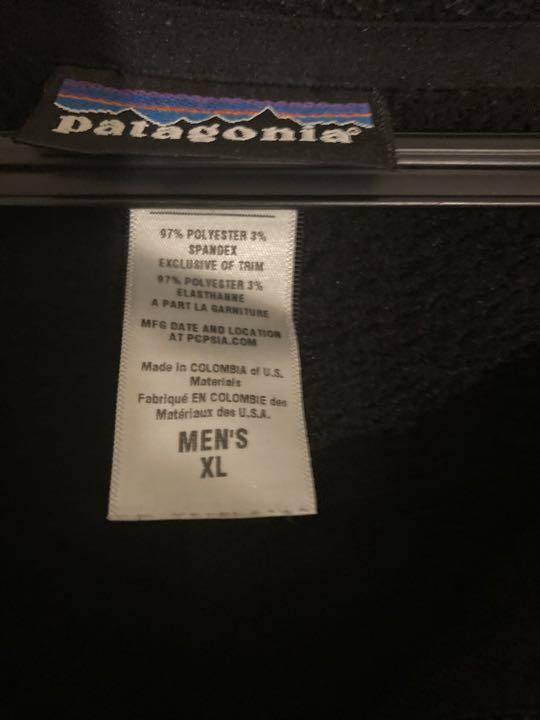 patagonia®
97% POLYESTER 3%
SPANDEX
EXCLUSIVE OF TRIM
97% POLYESTER 3%
ELASTHANNE
A PART LA GARNITURE
MFG DATE AND LOCATION
AT PCPSIA.COM
Made in COLOMBIA of U.S.
Materials
Fabriqué EN COLOMBIE des
Matériaux des U.S.A.
MEN'S
XL